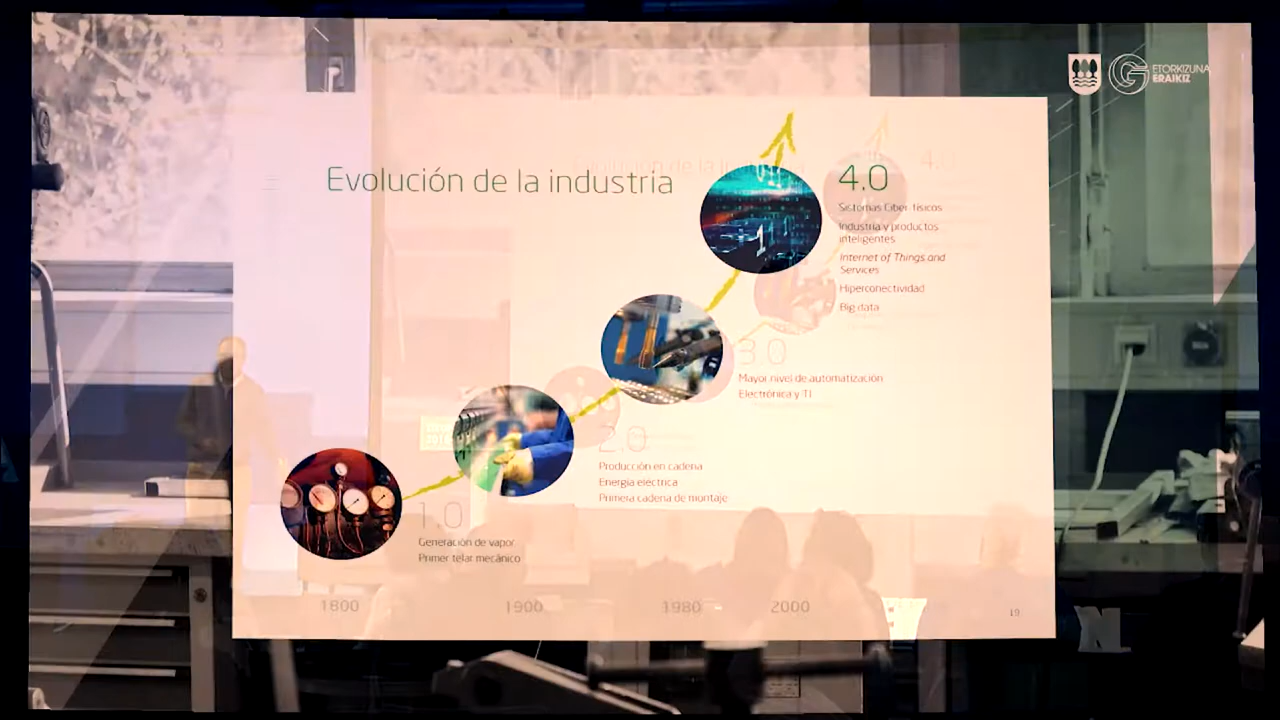 ETORKIZUNA
ERAIKIZ
Evolución de la industria
4.0
Sistemas Ciber-físicos
Industria y productos
inteligentes
Internet of Things and
Services
Hiperconectividad
Big data
3.0
Mayor nivel de automatización
Electrónica y TI
2.0
Producción en cadena
Energía eléctrica
Primera cadena de montaje
1.0
Generación de vapor
Primer telar mecánico
1800 1900 1980 2000
19